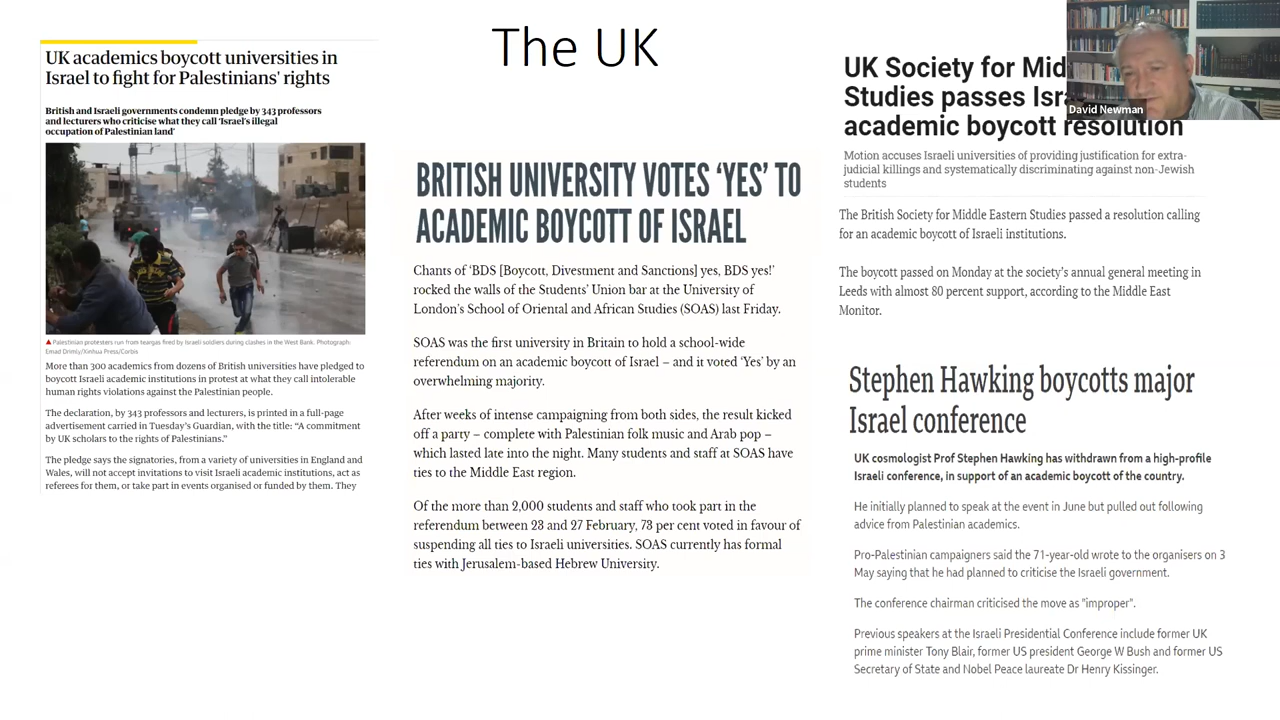 The UK
UK academics boycott universities in
Israel to fight for Palestinians' rights
British and Israeli governments condemn pledge by 343 professors
and lecturers who criticise what they call 'Israel's illegal
occupation of Palestinian land'
▲ Palestinian protesters run from teargas fired by Israeli soldiers during clashes in the West Bank. Photograph:
More than 300 academics from dozens of British universities have pledged to
boycott Israeli academic institutions in protest at what they call intolerable
human rights violations against the Palestinian people.
The declaration, by 343 professors and lecturers, is printed in a full-page
advertisement carried in Tuesday's Guardian, with the title: “A commitment
by UK scholars to the rights of Palestinians.”
The pledge says the signatories, from a variety of universities in England and
Wales, will not accept invitations to visit Israeli academic institutions, act as
referees for them, or take part in events organised or funded by them. They
BRITISH UNIVERSITY VOTES ‘YES’ TO
ACADEMIC BOYCOTT OF ISRAEL
Chants of ‘BDS [Boycott, Divestment and Sanctions] yes, BDS yes!’
rocked the walls of the Students’ Union bar at the University of
London’s School of Oriental and African Studies (SOAS) last Friday.
SOAS was the first university in Britain to hold a school-wide
referendum on an academic boycott of Israel – and it voted ‘Yes’ by an
overwhelming majority.
After weeks of intense campaigning from both sides, the result kicked
off a party – complete with Palestinian folk music and Arab pop –
which lasted late into the night. Many students and staff at SOAS have
ties to the Middle East region.
Of the more than 2,000 students and staff who took part in the
referendum between 23 and 27 February, 73 per cent voted in favour of
suspending all ties to Israeli universities. SOAS currently has formal
ties with Jerusalem-based Hebrew University.
David Newman
UK Society for Mid
Studies passes Isr
academic boycott resolution
Motion accuses Israeli universities of providing justification for extra-
judicial killings and systematically discriminating against non-Jewish
students
The British Society for Middle Eastern Studies passed a resolution calling
for an academic boycott of Israeli institutions.
The boycott passed on Monday at the society’s annual general meeting in
Leeds with almost 80 percent support, according to the Middle East
Monitor.
Stephen Hawking boycotts major
Israel conference
UK cosmologist Prof Stephen Hawking has withdrawn from a high-profile
Israeli conference, in support of an academic boycott of the country.
He initially planned to speak at the event in June but pulled out following
advice from Palestinian academics.
Pro-Palestinian campaigners said the 71-year-old wrote to the organisers on 3
May saying that he had planned to criticise the Israeli government.
The conference chairman criticised the move as "improper".
Previous speakers at the Israeli Presidential Conference include former UK
prime minister Tony Blair, former US president George W Bush and former US
Secretary of State and Nobel Peace laureate Dr Henry Kissinger.